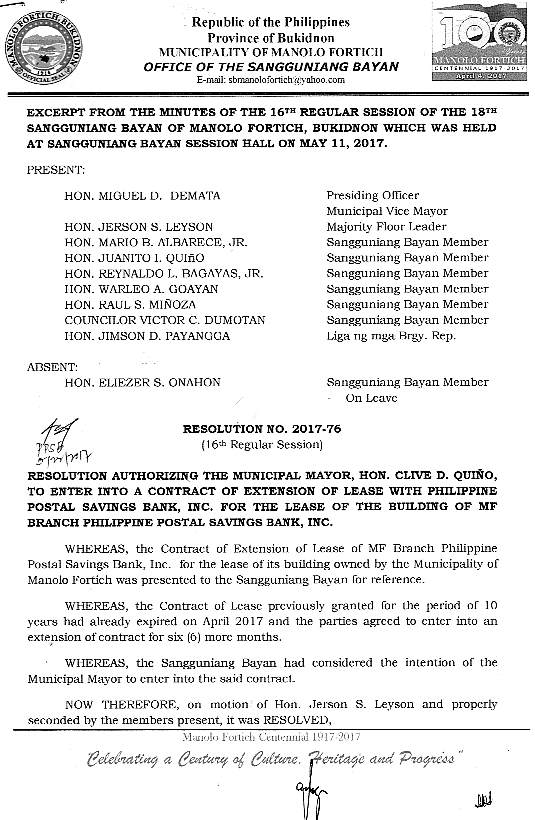 MANOLO FORTICH, BUKIDNON
OFFICIAL SEAL
Republic of the Philippines
Province of Bukidnon
MUNICIPALITY OF MANOLO FORTICH
OFFICE OF THE SANGGUNIANG BAYAN
E-mail: sbmanolofortich@yahoo.com
100
MANOLO FORTICH
CENTENNIAL 1917-2017
April 4, 2017
EXCERPT FROM THE MINUTES OF THE 16TH REGULAR SESSION OF THE 18TH
SANGGUNIANG BAYAN OF MANOLO FORTICH, BUKIDNON WHICH WAS HELD
AT SANGGUNIANG BAYAN SESSION HALL ON MAY 11, 2017.
PRESENT:
HON. MIGUEL D. DEMATA Presiding Officer
Municipal Vice Mayor
HON. JERSON S. LEYSON Majority Floor Leader
HON. MARIO B. ALBARECE, JR. Sangguniang Bayan Member
HON. JUANITO I. QUIñO Sangguniang Bayan Member
HON. REYNALDO L. BAGAYAS, JR. Sangguniang Bayan Member
HON. WARLEO A. GOAYAN Sangguniang Bayan Member
HON. RAUL S. MIÑOZA Sangguniang Bayan Member
COUNCILOR VICTOR C. DUMOTAN Sangguniang Bayan Member
HON. JIMSON D. PAYANGGA Liga ng mga Brgy. Rep.
ABSENT:
HON. ELIEZER S. ONAHON Sangguniang Bayan Member
- On Leave
RESOLUTION NO. 2017-76
(16th Regular Session)
RESOLUTION AUTHORIZING THE MUNICIPAL MAYOR, HON. CLIVE D. QUIÑO,
TO ENTER INTO A CONTRACT OF EXTENSION OF LEASE WITH PHILIPPINE
POSTAL SAVINGS BANK, INC. FOR THE LEASE OF THE BUILDING OF MF
BRANCH PHILIPPINE POSTAL SAVINGS BANK, INC.
WHEREAS, the Contract of Extension of Lease of MF Branch Philippine
Postal Savings Bank, Inc. for the lease of its building owned by the Municipality of
Manolo Fortich was presented to the Sangguniang Bayan for reference.
WHEREAS, the Contract of Lease previously granted for the period of 10
years had already expired on April 2017 and the parties agreed to enter into an
extension of contract for six (6) more months.
WHEREAS, the Sangguniang Bayan had considered the intention of the
Municipal Mayor to enter into the said contract.
NOW THEREFORE, on motion of Hon. Jerson S. Leyson and properly
seconded by the members present, it was RESOLVED,
Manolo Fortich Centennial 1917-2017
"Celebrating a Century of Culture, Heritage and Progress"